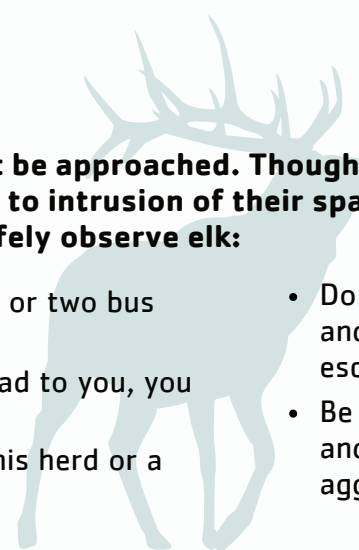 t be approached. Though
to intrusion of their spa
fely observe elk:
or two bus
ad to you, you
his herd or a
• Do
and
esc
• Be
and
agg